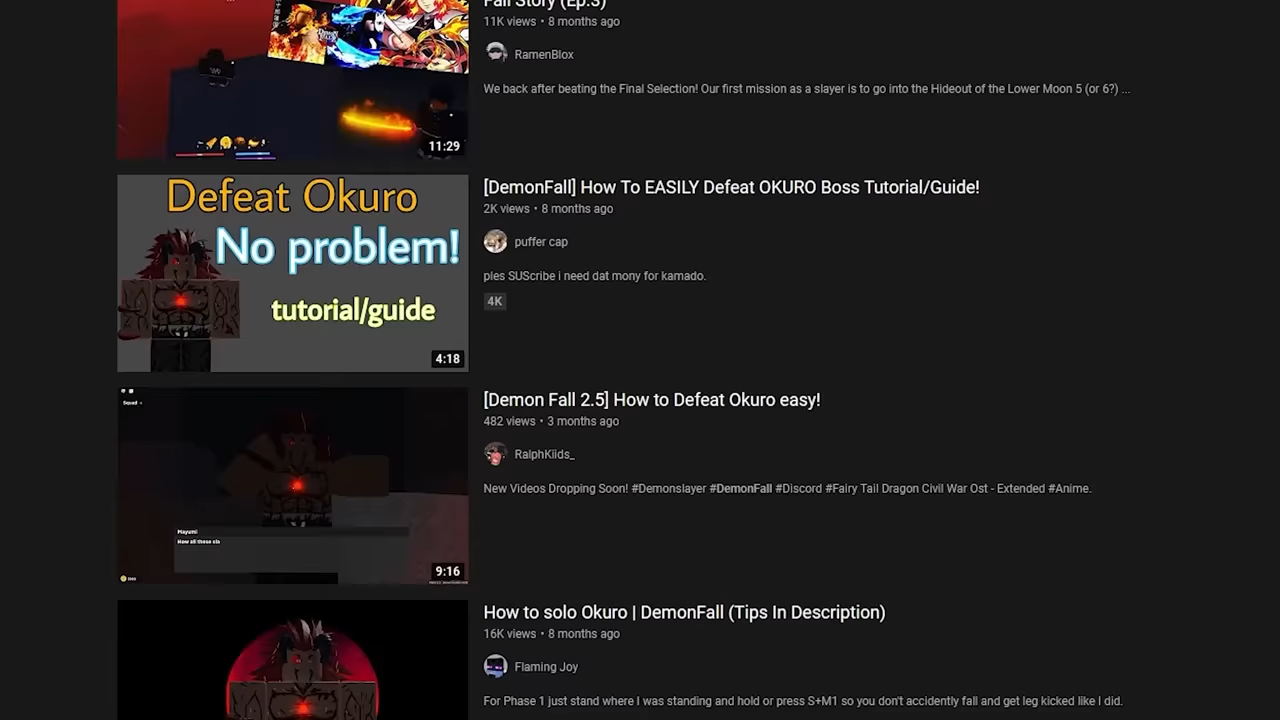 Fall Story (Ep.3)
11K views • 8 months ago
RamenBlox
We back after beating the Final Selection! Our first mission as a slayer is to go into the Hideout of the Lower Moon 5 (or 6?) ...
11:29
Defeat Okuro
No problem!
tutorial/guide
4:18
[DemonFall] How To EASILY Defeat OKURO Boss Tutorial/Guide!
2K views • 8 months ago
puffer cap
ples SUScribe i need dat mony for kamado.
4K
Squad
Mayumi
How all these sla
9:16
[Demon Fall 2.5] How to Defeat Okuro easy!
482 views • 3 months ago
RalphKiids_
New Videos Dropping Soon! #Demonslayer #DemonFall #Discord #Fairy Tail Dragon Civil War Ost - Extended #Anime.
How to solo Okuro | DemonFall (Tips In Description)
16K views • 8 months ago
Flaming Joy
For Phase 1 just stand where I was standing and hold or press S+M1 so you don't accidently fall and get leg kicked like I did.